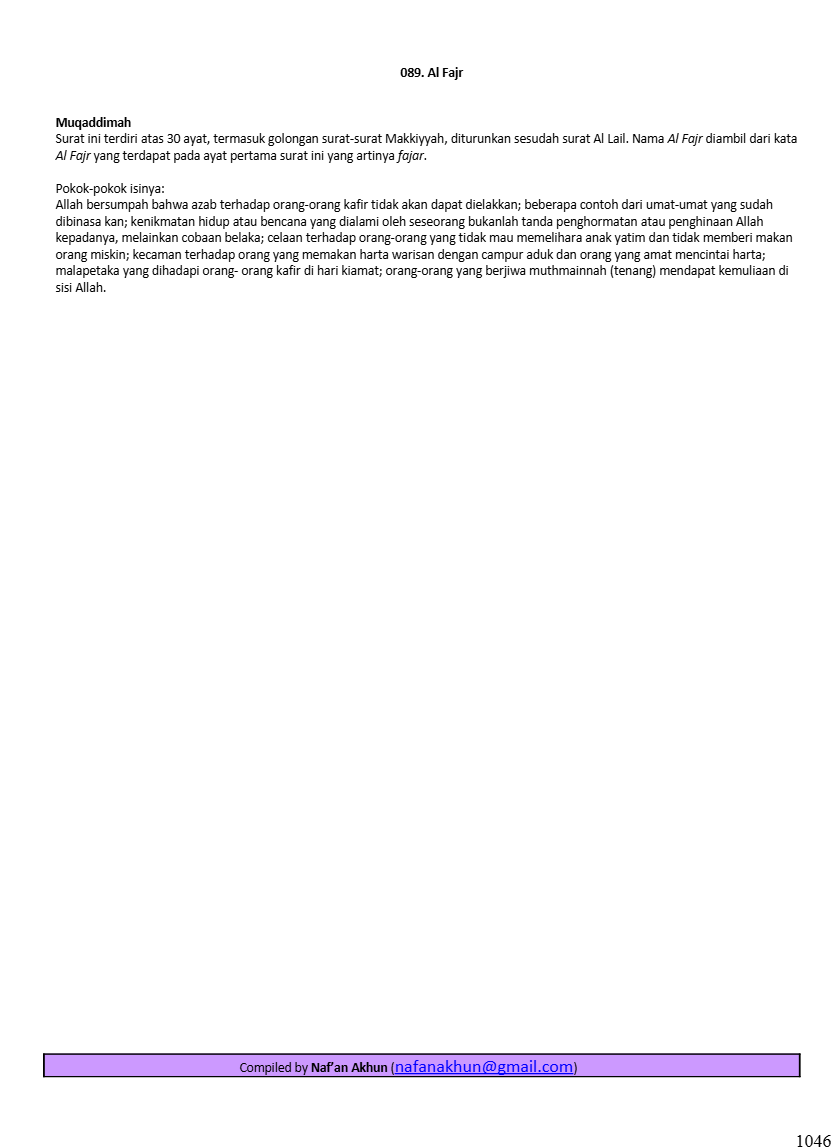 089. Al Fajr
Muqaddimah
Surat ini terdiri atas 30 ayat, termasuk golongan surat-surat Makkiyyah, diturunkan sesudah surat Al Lail. Nama Al Fajr diambil dari kata
Al Fajr yang terdapat pada ayat pertama surat ini yang artinya fajar.
Pokok-pokok isinya:
Allah bersumpah bahwa azab terhadap orang-orang kafir tidak akan dapat dielakkan; beberapa contoh dari umat-umat yang sudah
dibinasa kan; kenikmatan hidup atau bencana yang dialami oleh seseorang bukanlah tanda penghormatan atau penghinaan Allah
kepadanya, melainkan cobaan belaka; celaan terhadap orang-orang yang tidak mau memelihara anak yatim dan tidak memberi makan
orang miskin; kecaman terhadap orang yang memakan harta warisan dengan campur aduk dan orang yang amat mencintai harta;
malapetaka yang dihadapi orang- orang kafir di hari kiamat; orang-orang yang berjiwa muthmainnah (tenang) mendapat kemuliaan di
sisi Allah.
Compiled by Naf’an Akhun (nafanakhun@gmail.com)
1046